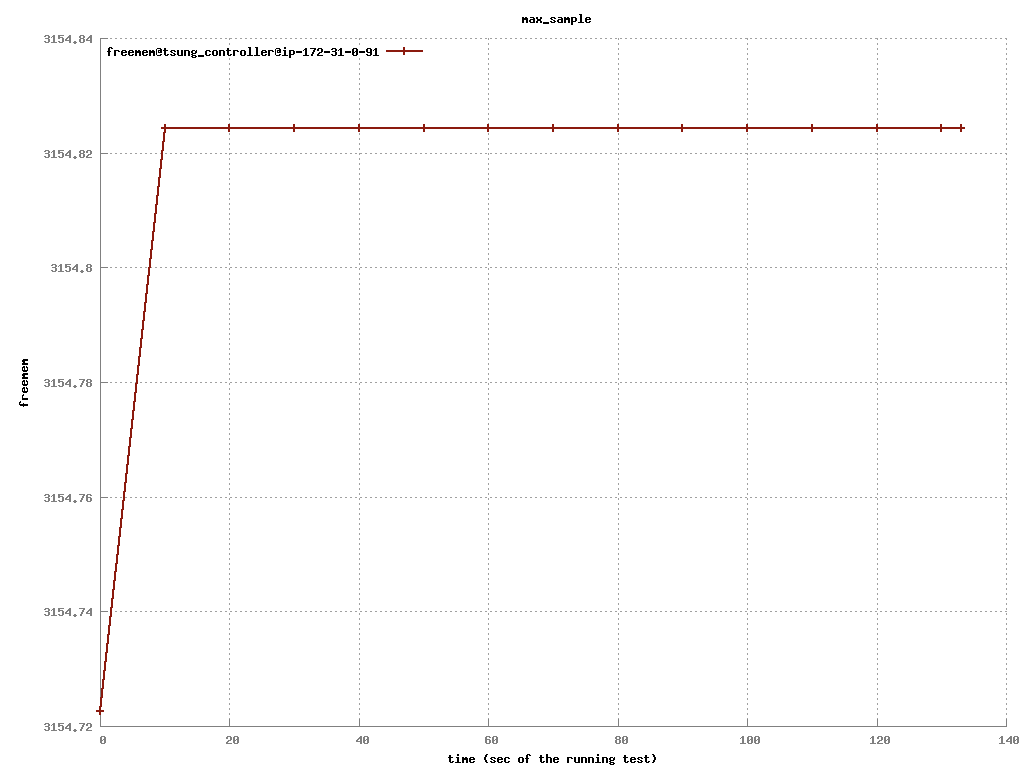 max_sample
3154.84
freemem@tsung_controller@ip-172-31-0-91
3154.82
3154.8
3154.78
freemem
3154.76
3154.74
3154.72
0 20 40 60 80 100 120 140
time (sec of the running test)